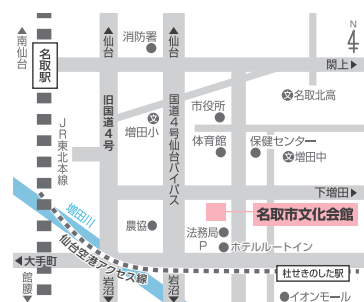 ▲南仙台
▲仙台
消防署
▲仙台
N
4
名取駅
閖上▶
旧国道４号
国道４号仙台バイパス
文名取北高
市役所
文
増田小
JR東北本線
体育館
保健センター
文増田中
下増田▶
増田川
名取市文化会館
農協
法務局
P
ホテルルートイン
◀大手町
仙台空港アクセス線
杜せきのした駅
館腰▼
岩沼▼
岩沼▼
イオンモール